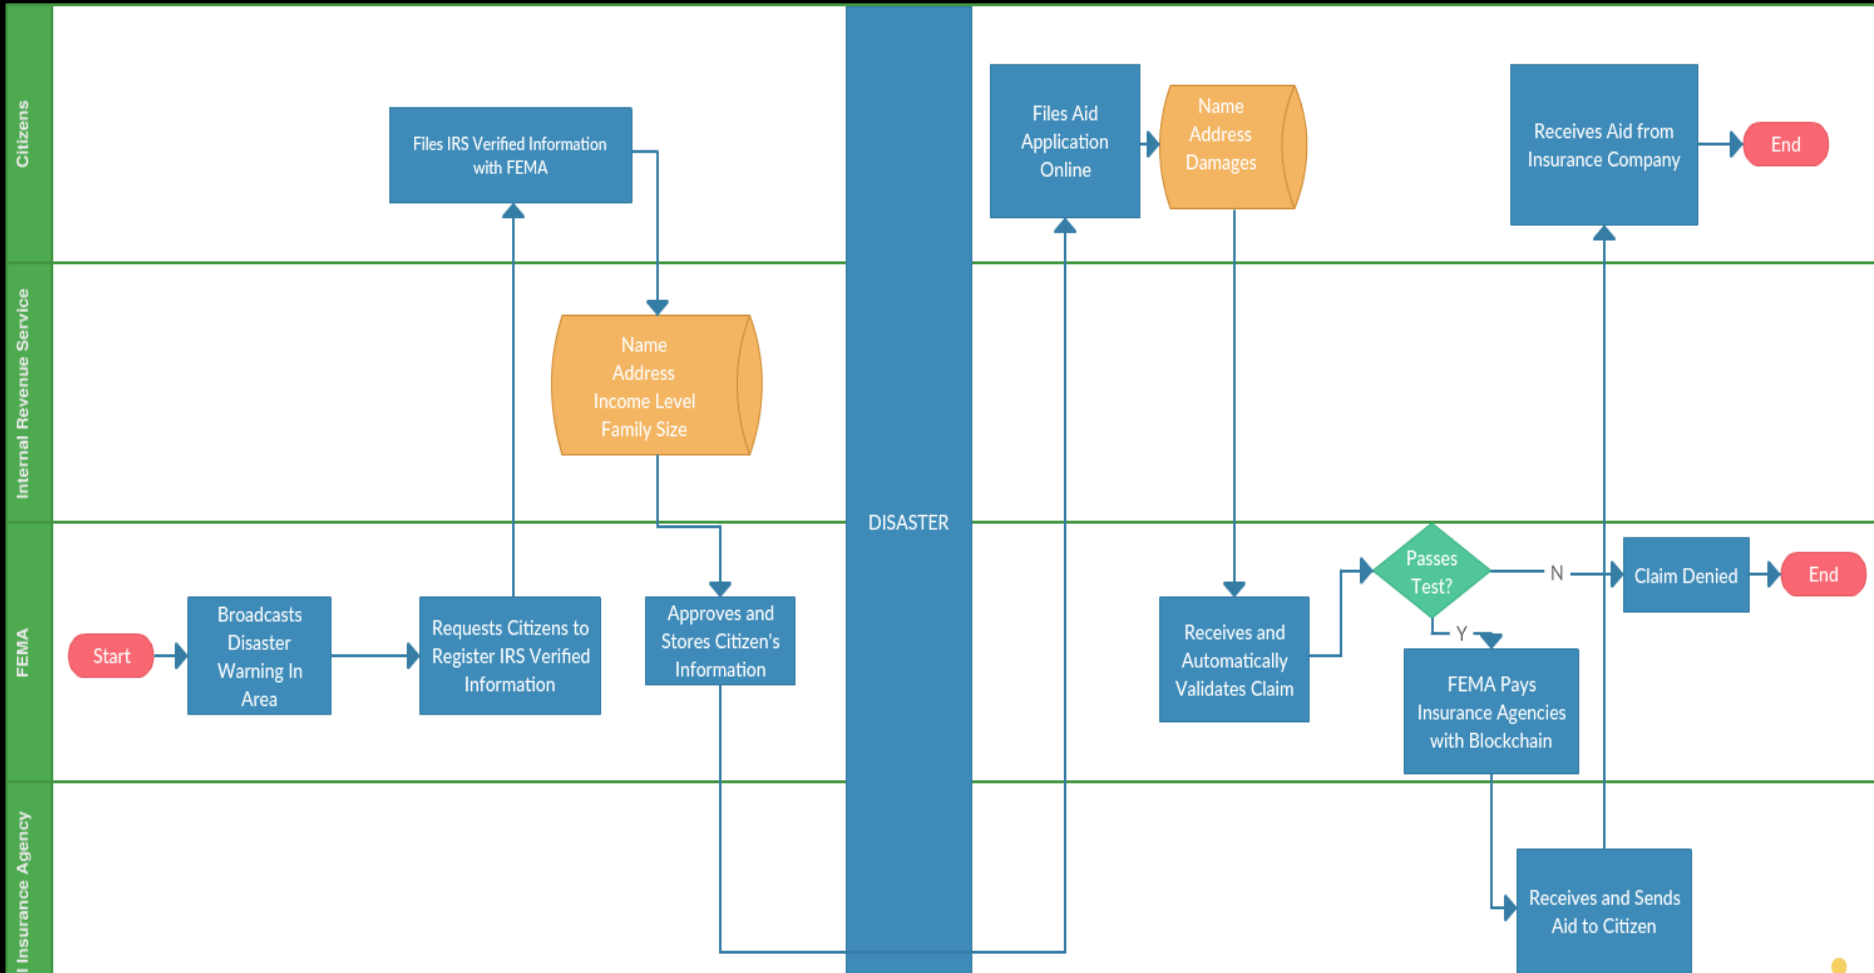 Citizens
Files IRS Verified Information
with FEMA
Files Aid
Application
Online
Name
Address
Damages
Receives Aid from
Insurance Company
End
Internal Revenue Service
Name
Address
Income Level
Family Size
DISASTER
FEMA
Start
Broadcasts
Disaster
Warning In
Area
Requests Citizens to
Register IRS Verified
Information
Approves and
Stores Citizen's
Information
Receives and
Automatically
Validates Claim
Passes
Test?
N
Claim Denied
End
Y
FEMA Pays
Insurance Agencies
with Blockchain
Insurance Agency
Receives and Sends
Aid to Citizen